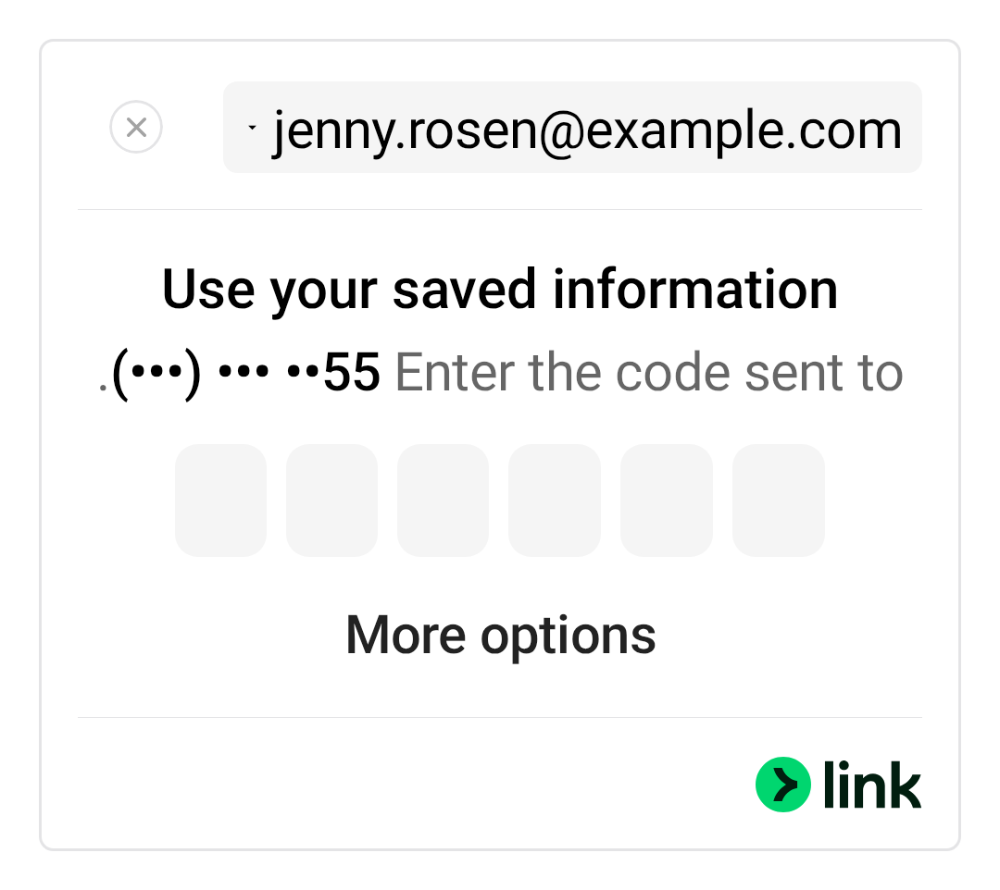 jenny.rosen@example.com
Use your saved information
.(•••) ••• ••55 Enter the code sent to
More options
link